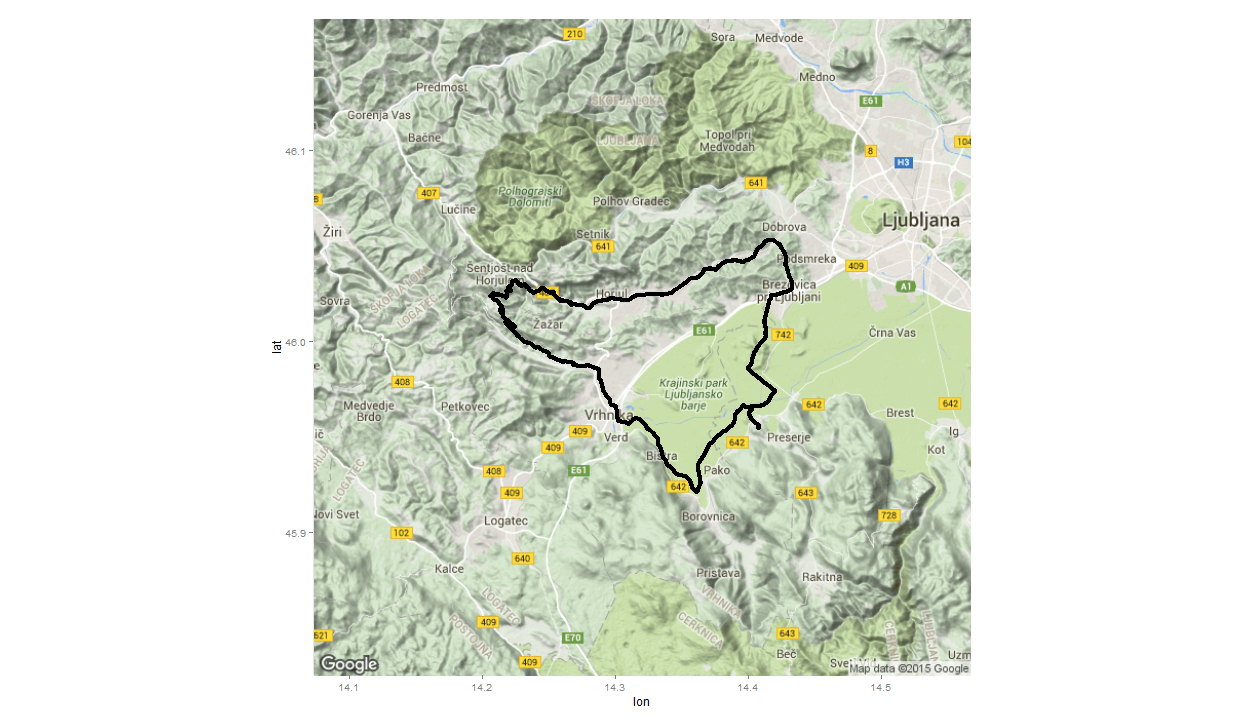 210
Sora
Medvode
Medno
Predmost
ŠKOFJA LOKA
E61
Gorenja Vas
104
Bačne
LJUBLJANA
Topol pri
Medvodah
8
H3
46.1
407
641
8
Polhograjski
Dolomiti
Polhov Gradec
Lučine
Ljubljana
Žiri
Setnik
Dobrova
641
Podsmreka
409
Šentjošt nad
Horjulom
ŠKOFJA LOKA
LOGATEC
Horjul
Brezovica
pri Ljubljani
A1
Sovra
Žažar
E61
742
Črna Vas
lat
46.0
408
Krajinski park
Ljubljansko
barje
Medvedje
Brdo
Petkovec
642
642
Vrhnika
Brest
409
Verd
Ig
409
642
Preserje
Kot
Bistra
408
E61
Pako
LOGATEC
409
642
643
Novi Svet
Logatec
Borovnica
728
45.9
102
640
Kalce
Pristava
Rakitna
LOGATEC
POSTOJNA
VRHNIKA
CERKNICA
409
621
E70
643
Beč
409
Google
Map data ©2015 Google
14.1
14.2
14.3
14.4
14.5
lon